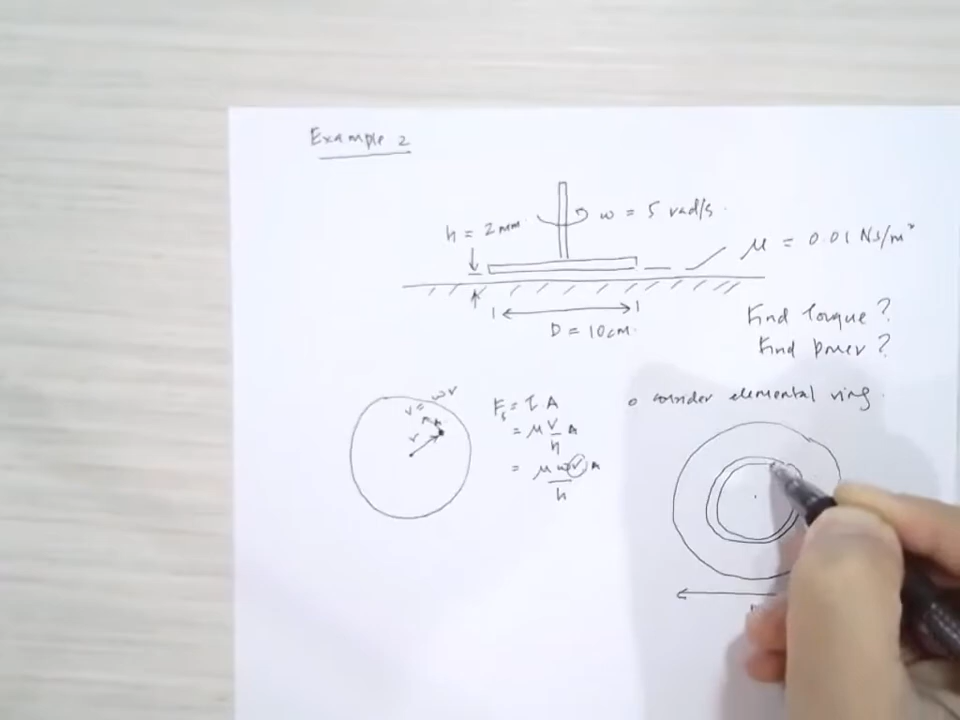 Example 2
ω = 5 rad/s
h = 2mm
μ = 0.01 Ns/m²
D = 10cm
Find Torque?
Find power?
v = ωr
r
Fs = τ.A
= μ v/h A
= μωr/h A
o consider elemental ring.